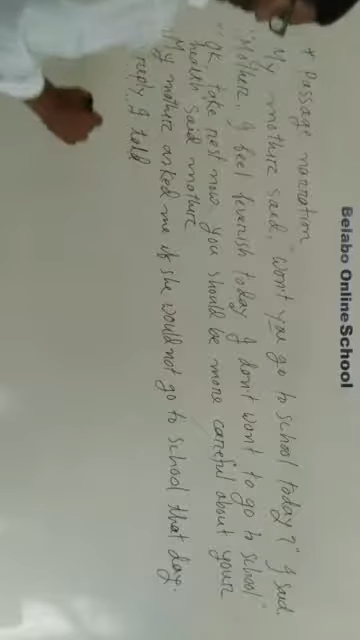 Belabo Online School
* Passage narration
My mother said, "Won't you go to school today?" I said,
"Mother, I feel feverish today I don't want to go to school"
"Ok, take rest now you should be more careful about your
health said mother
My mother asked me if she would not go to school that day.
reply, I told